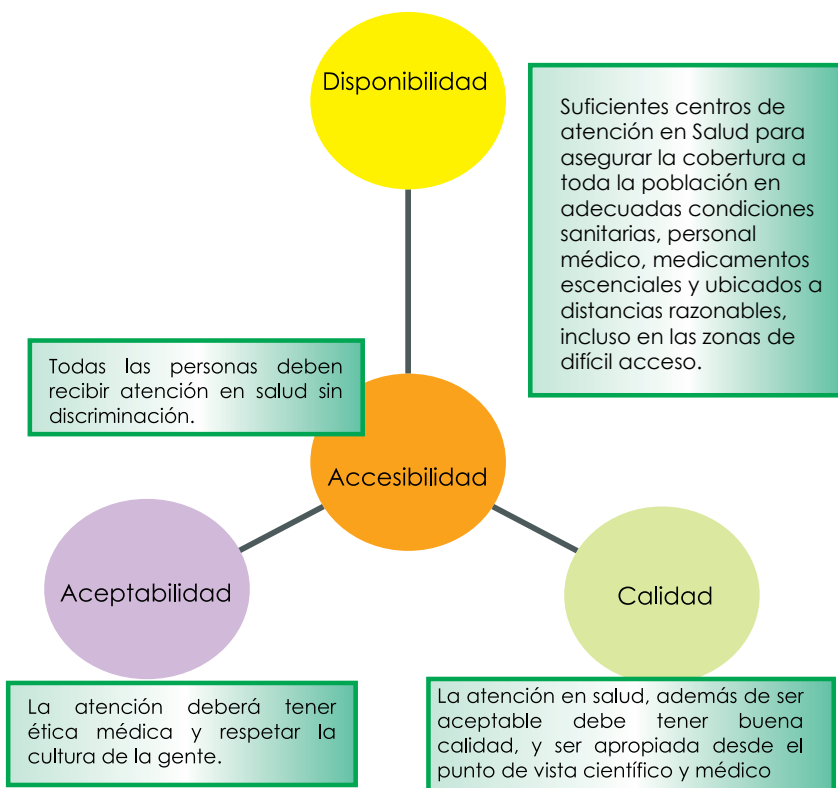 Disponibilidad
Suficientes centros de
atención en Salud para
asegurar la cobertura a
toda la población en
adecuadas condiciones
sanitarias, personal
médico, medicamentos
escenciales y ubicados a
distancias razonables,
incluso en las zonas de
difícil acceso.
Todas las personas deben
recibir atención en salud sin
discriminación.
Accesibilidad
Aceptabilidad
Calidad
La atención deberá tener
ética médica y respetar la
cultura de la gente.
La atención en salud, además de ser
aceptable debe tener buena
calidad, y ser apropiada desde el
punto de vista científico y médico